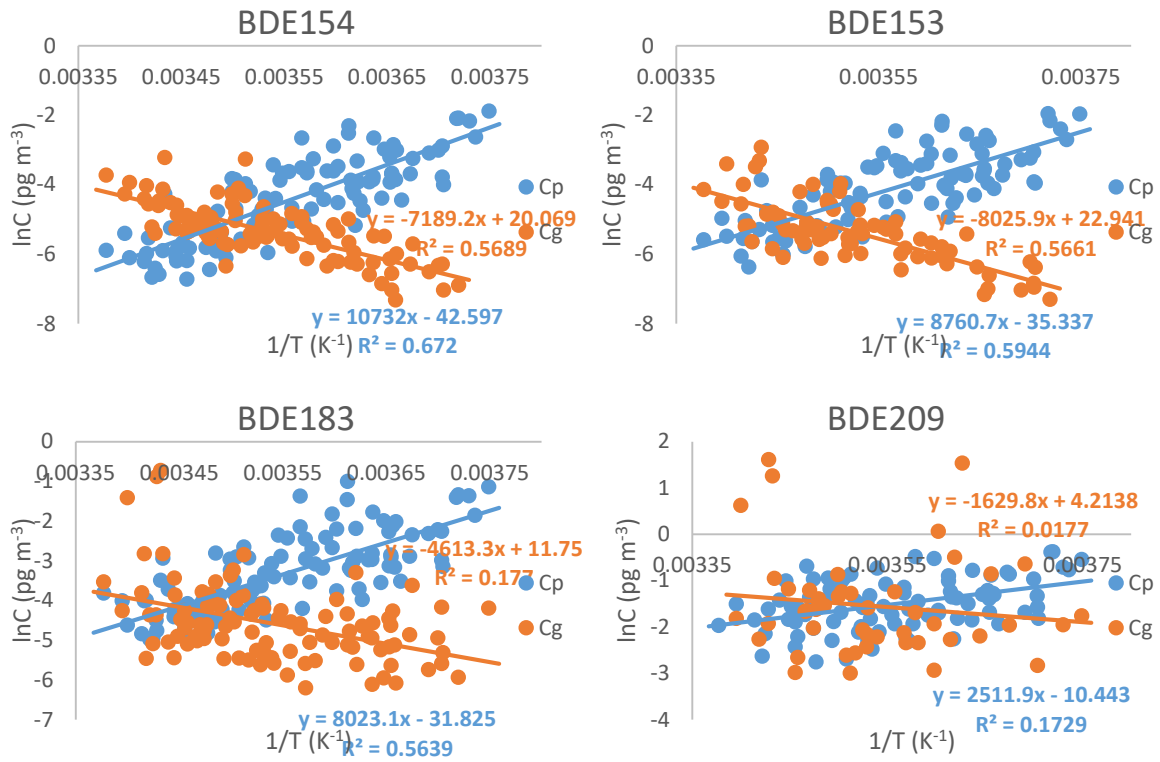 BDE154
0
0.00335
0.00345
0.00355
0.00365
0.00375
-2
-4
-6
-8
lnC (pg m⁻³)
Cp
Cg
y = -7189.2x + 20.069
R² = 0.5689
y = 10732x - 42.597
R² = 0.672
1/T (K⁻¹)
BDE153
0
0.00335
0.00355
0.00375
-2
-4
-6
-8
lnC (pg m⁻³)
Cp
Cg
y = -8025.9x + 22.941
R² = 0.5661
y = 8760.7x - 35.337
R² = 0.5944
1/T (K⁻¹)
BDE183
0
0.00335
0.00345
0.00355
0.00365
0.00375
-1
-2
-3
-4
-5
-6
-7
lnC (pg m⁻³)
Cp
Cg
y = -4613.3x + 11.75
R² = 0.177
y = 8023.1x - 31.825
R² = 0.5639
1/T (K⁻¹)
BDE209
2
1
0
0.00335
0.00355
0.00375
-1
-2
-3
-4
lnC (pg m⁻³)
Cp
Cg
y = -1629.8x + 4.2138
R² = 0.0177
y = 2511.9x - 10.443
R² = 0.1729
1/T (K⁻¹)